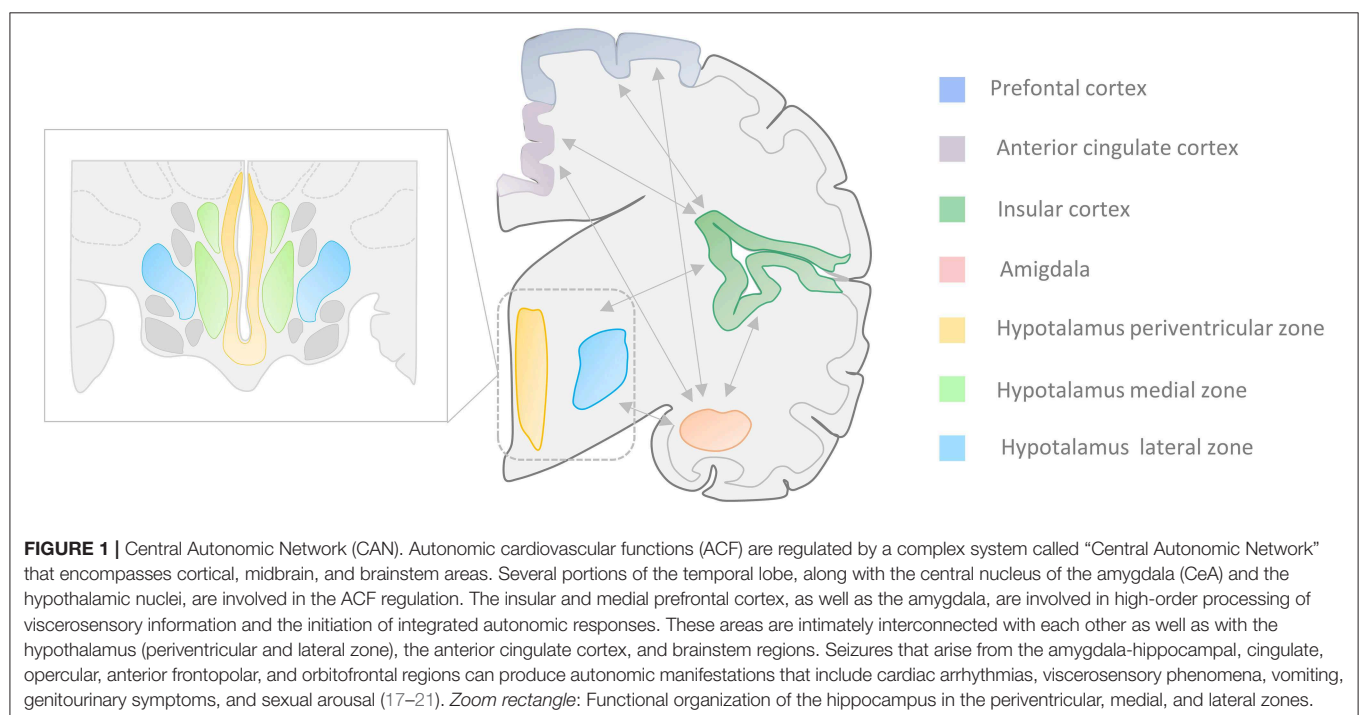 Prefontal cortex
Anterior cingulate cortex
Insular cortex
Amigdala
Hypotalamus periventricular zone
Hypotalamus medial zone
Hypotalamus lateral zone
FIGURE 1 | Central Autonomic Network (CAN). Autonomic cardiovascular functions (ACF) are regulated by a complex system called “Central Autonomic Network”
that encompasses cortical, midbrain, and brainstem areas. Several portions of the temporal lobe, along with the central nucleus of the amygdala (CeA) and the
hypothalamic nuclei, are involved in the ACF regulation. The insular and medial prefrontal cortex, as well as the amygdala, are involved in high-order processing of
viscerosensory information and the initiation of integrated autonomic responses. These areas are intimately interconnected with each other as well as with the
hypothalamus (periventricular and lateral zone), the anterior cingulate cortex, and brainstem regions. Seizures that arise from the amygdala-hippocampal, cingulate,
opercular, anterior frontopolar, and orbitofrontal regions can produce autonomic manifestations that include cardiac arrhythmias, viscerosensory phenomena, vomiting,
genitourinary symptoms, and sexual arousal (17–21). Zoom rectangle: Functional organization of the hippocampus in the periventricular, medial, and lateral zones.